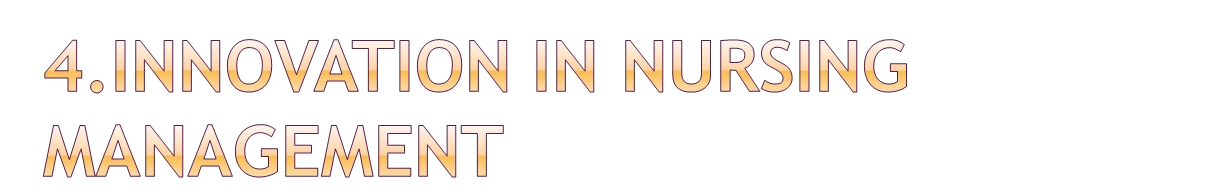 4.INNOVATION IN NURSING
MANAGEMENT